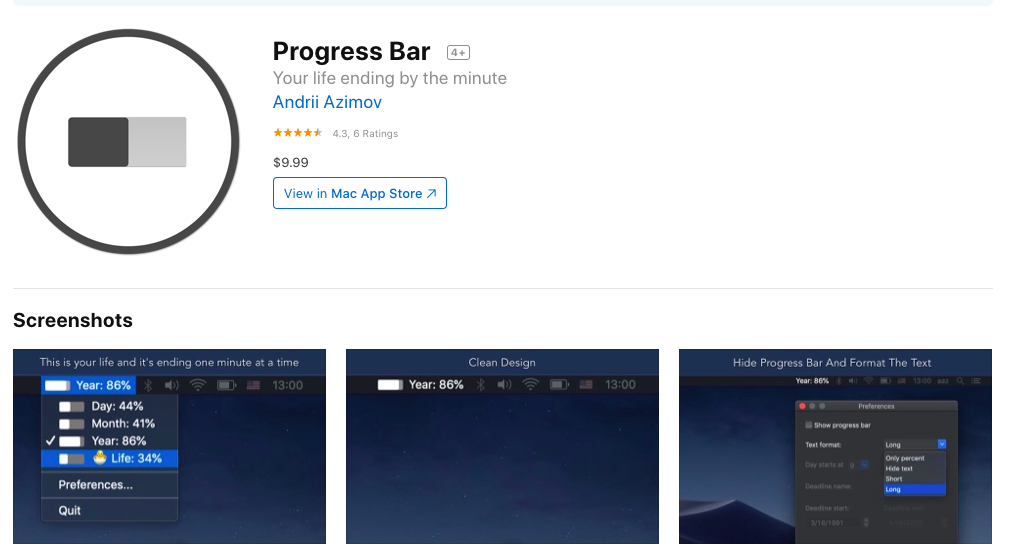 Progress Bar 4+
Your life ending by the minute
Andrii Azimov
4.3, 6 Ratings
$9.99
View in Mac App Store ↗
Screenshots
This is your life and it's ending one minute at a time
Year: 86% 13:00
Day: 44%
Month: 41%
✓ Year: 86%
🐣 Life: 34%
Preferences...
Quit
Clean Design
Year: 86% 13:00
Hide Progress Bar And Format The Text
Year: 86% 13:00
Preferences
Show progress bar
Text format: Long
Only percent
Hide text
Short
Long
Day starts at
Deadline name:
Deadline start:
3/16/1991